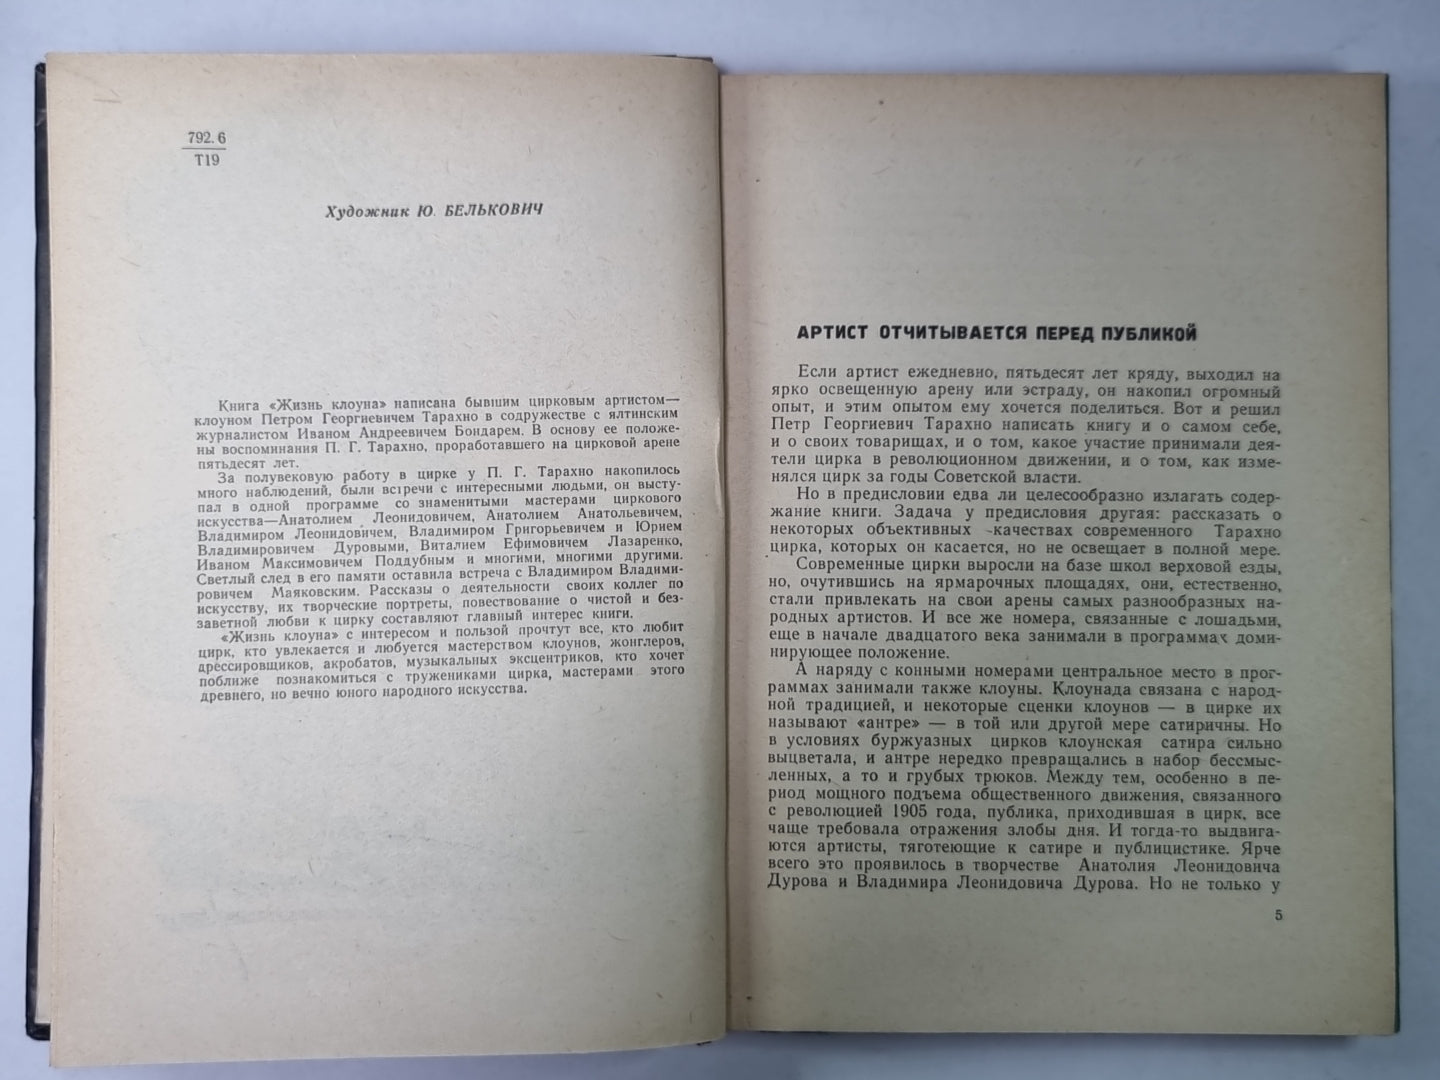 792.6
Т19
Художник Ю. БЕЛЬКОВИЧ
Книга «Жизнь клоуна» написана бывшим цирковым артистом—
клоуном Петром Георгиевичем Тарахно в содружестве с ялтинским
журналистом Иваном Андреевичем Бондарем. В основу ее положе-
ны воспоминания П. Г. Тарахно, проработавшего на цирковой арене
пятьдесят лет.
За полувековую работу в цирке у П. Г. Тарахно накопилось
много наблюдений, были встречи с интересными людьми, он высту-
пал в одной программе со знаменитыми мастерами циркового
искусства—Анатолием Леонидовичем, Анатолием Анатольевичем,
Владимиром Леонидовичем, Владимиром Григорьевичем и Юрием
Владимировичем Дуровыми, Виталием Ефимовичем Лазаренко,
Иваном Максимовичем Поддубным и многими, многими другими.
Светлый след в его памяти оставила встреча с Владимиром Владими-
ровичем Маяковским. Рассказы о деятельности своих коллег по
искусству, их творческие портреты, повествование о чистой и без-
заветной любви к цирку составляют главный интерес книги.
«Жизнь клоуна» с интересом и пользой прочтут все, кто любит
цирк, кто увлекается и любуется мастерством клоунов, жонглеров,
дрессировщиков, акробатов, музыкальных эксцентриков, кто хочет
поближе познакомиться с тружениками цирка, мастерами этого
древнего, но вечно юного народного искусства.
АРТИСТ ОТЧИТЫВАЕТСЯ ПЕРЕД ПУБЛИКОЙ
Если артист ежедневно, пятьдесят лет кряду, выходил на
ярко освещенную арену или эстраду, он накопил огромный
опыт, и этим опытом ему хочется поделиться. Вот и решил
Петр Георгиевич Тарахно написать книгу и о самом себе,
и о своих товарищах, и о том, какое участие принимали дея-
тели цирка в революционном движении, и о том, как изме-
нялся цирк за годы Советской власти.
Но в предисловии едва ли целесообразно излагать содер-
жание книги. Задача у предисловия другая: рассказать о
некоторых объективных качествах современного Тарахно
цирка, которых он касается, но не освещает в полной мере.
Современные цирки выросли на базе школ верховой езды,
но, очутившись на ярмарочных площадях, они, естественно,
стали привлекать на свои арены самых разнообразных на-
родных артистов. И все же номера, связанные с лошадьми,
еще в начале двадцатого века занимали в программах доми-
нирующее положение.
А наряду с конными номерами центральное место в прог-
раммах занимали также клоуны. Клоунада связана с народ-
ной традицией, и некоторые сценки клоунов — в цирке их
называют «антре» — в той или другой мере сатиричны. Но
в условиях буржуазных цирков клоунская сатира сильно
выцветала, и антре нередко превращались в набор бессмыс-
ленных, а то и грубых трюков. Между тем, особенно в пе-
риод мощного подъема общественного движения, связанного
с революцией 1905 года, публика, приходившая в цирк, все
чаще требовала отражения злобы дня. И тогда-то выдвига-
ются артисты, тяготеющие к сатире и публицистике. Ярче
всего это проявилось в творчестве Анатолия Леонидовича
Дурова и Владимира Леонидовича Дурова. Но не только у
5